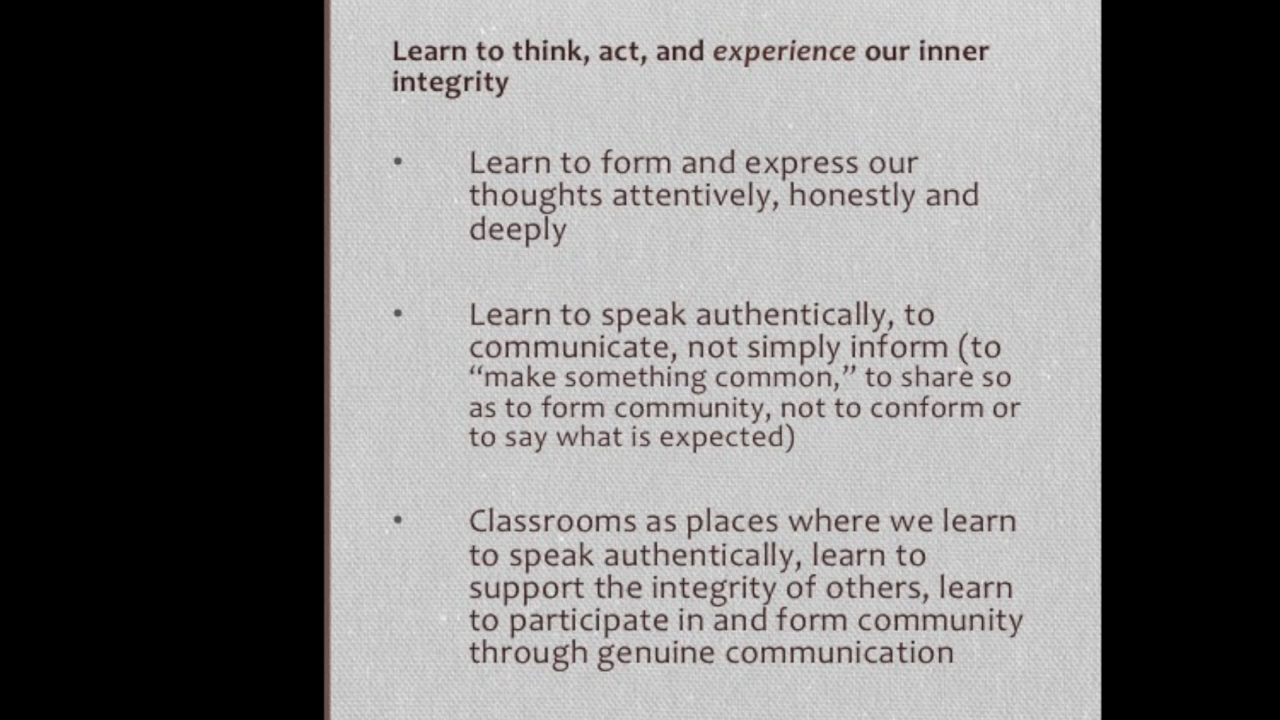 Learn to think, act, and experience our inner
integrity
• Learn to form and express our
thoughts attentively, honestly and
deeply
• Learn to speak authentically, to
communicate, not simply inform (to
“make something common,” to share so
as to form community, not to conform or
to say what is expected)
• Classrooms as places where we learn
to speak authentically, learn to
support the integrity of others, learn
to participate in and form community
through genuine communication